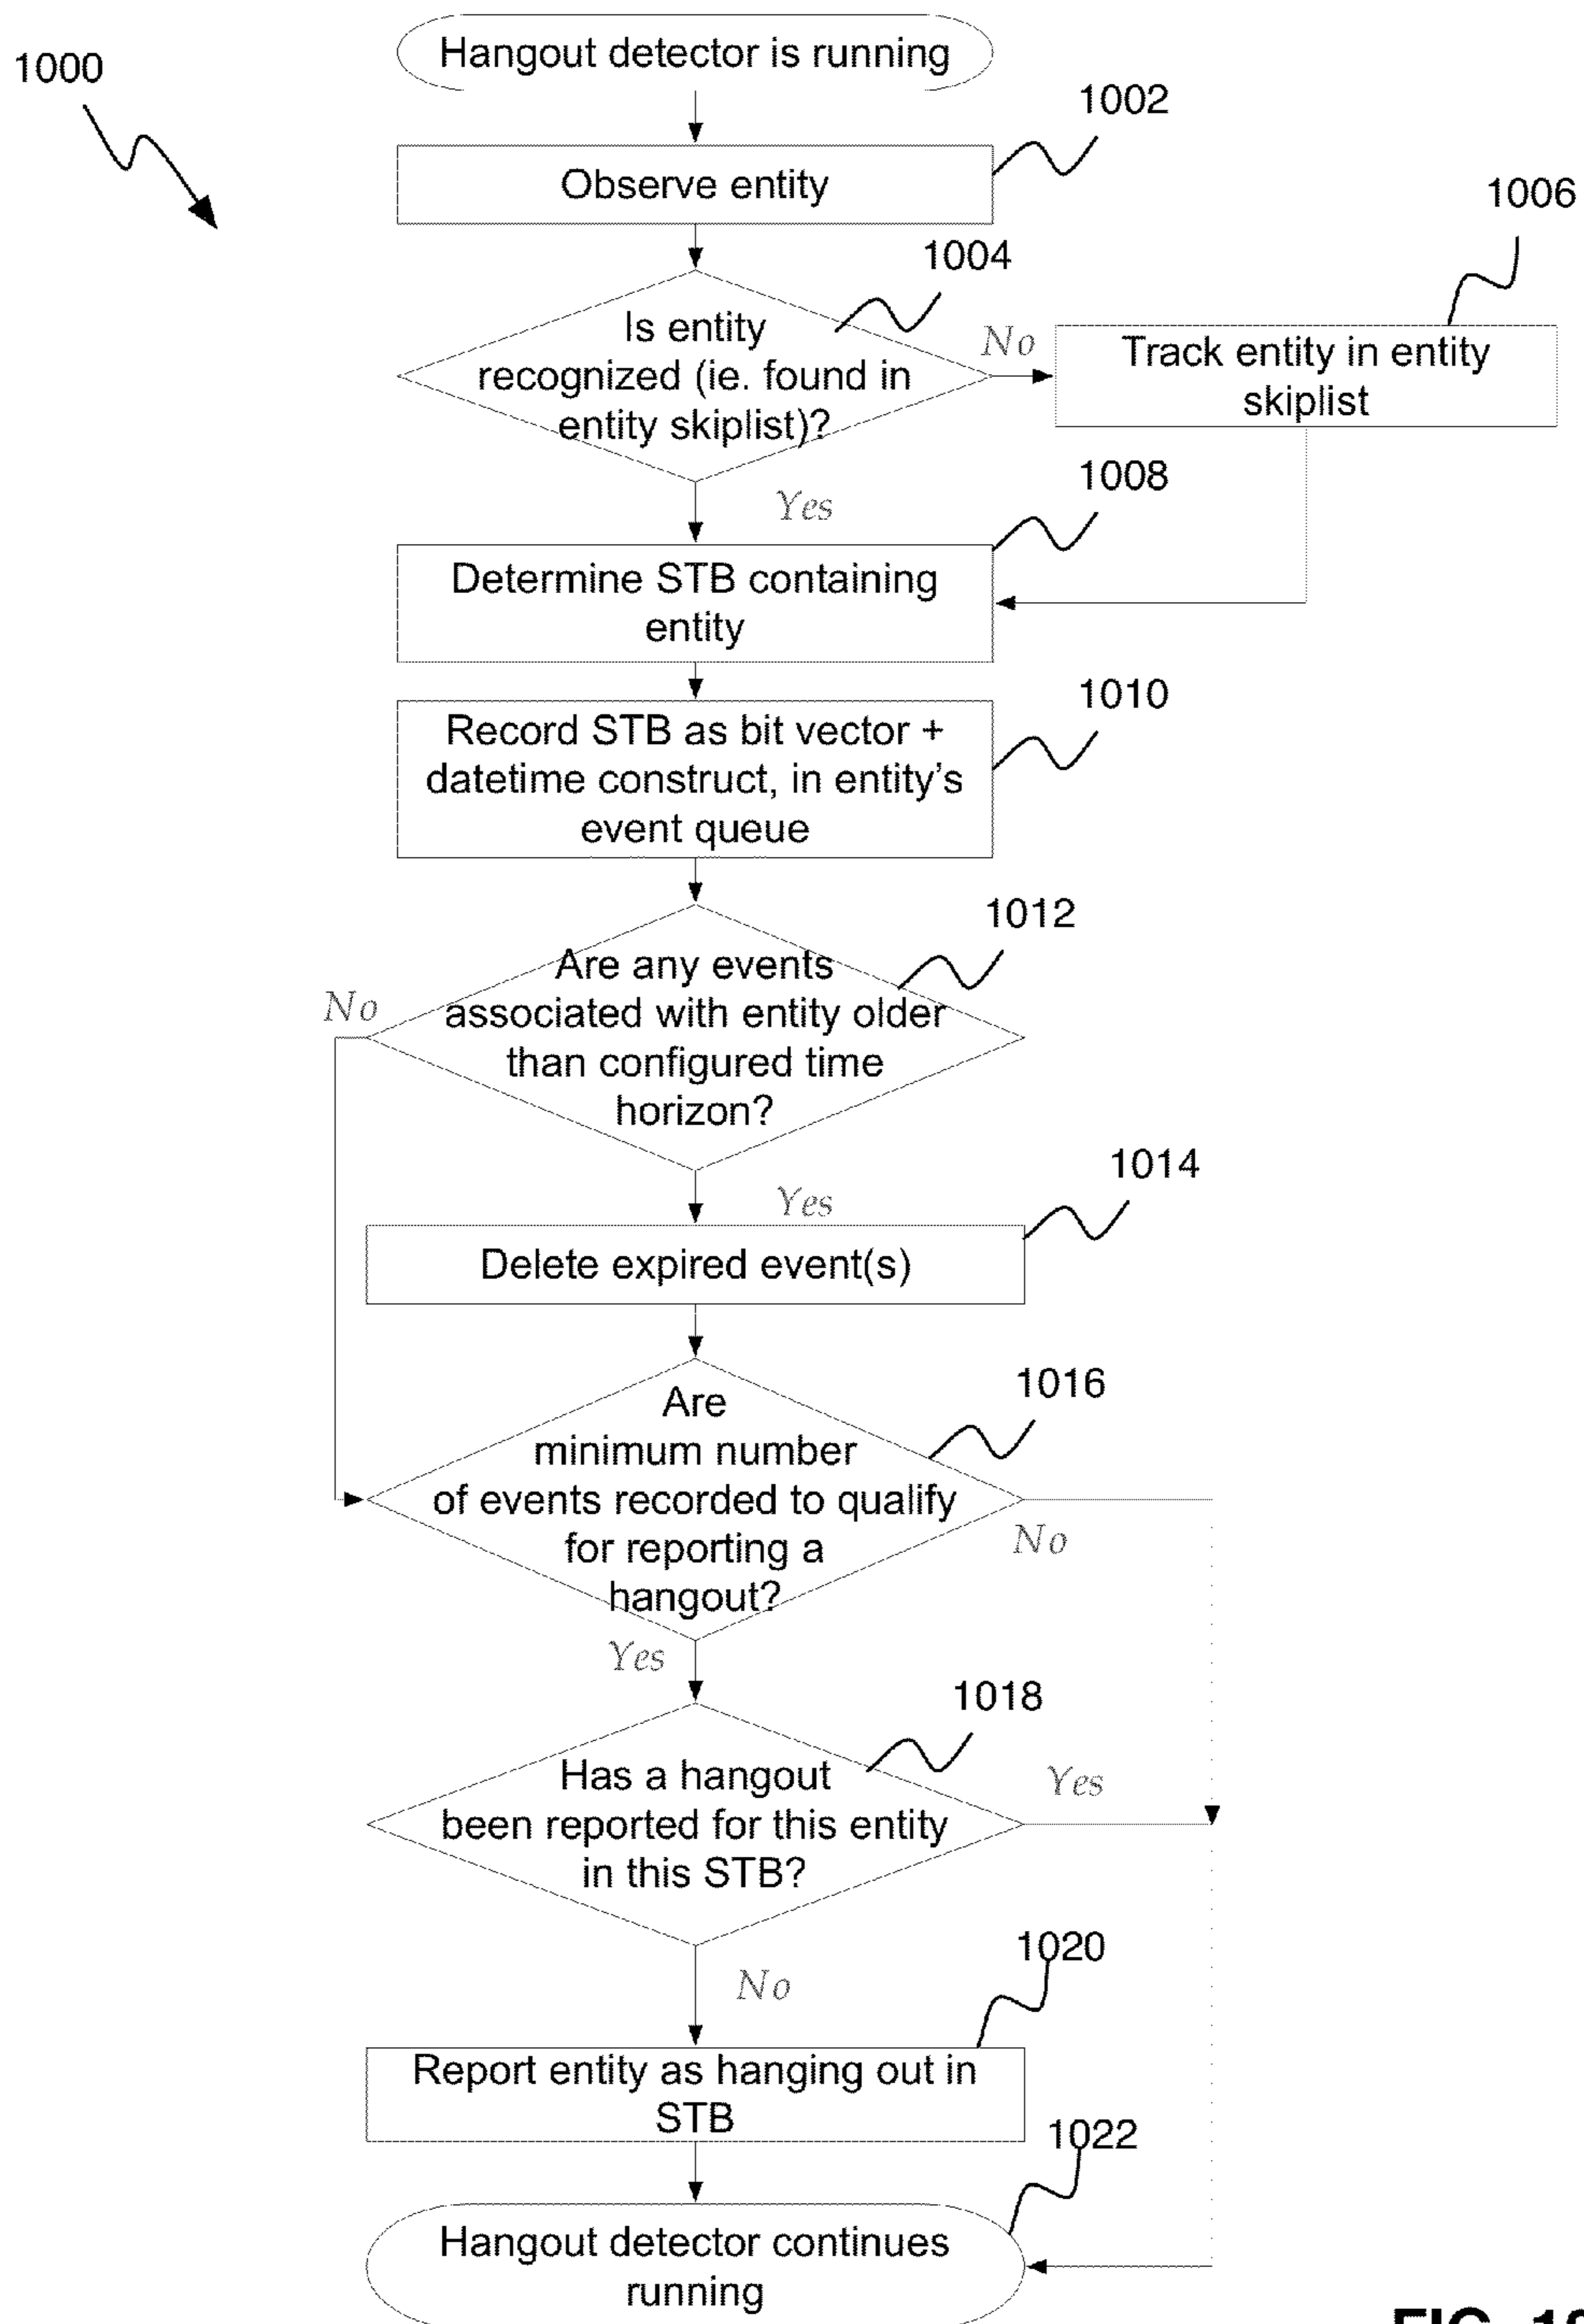 1000
Hangout detector is running
1002
Observe entity
1004
1006
Is entity
recognized (ie. found in
entity skiplist)?
No
Track entity in entity
skiplist
Yes
1008
Determine STB containing
entity
1010
Record STB as bit vector +
datetime construct, in entity's
event queue
1012
Are any events
associated with entity older
than configured time
horizon?
No
Yes
1014
Delete expired event(s)
1016
Are
minimum number
of events recorded to qualify
for reporting a
hangout?
No
Yes
1018
Has a hangout
been reported for this entity
in this STB?
Yes
No
1020
Report entity as hanging out in
STB
1022
Hangout detector continues
running
FIG.